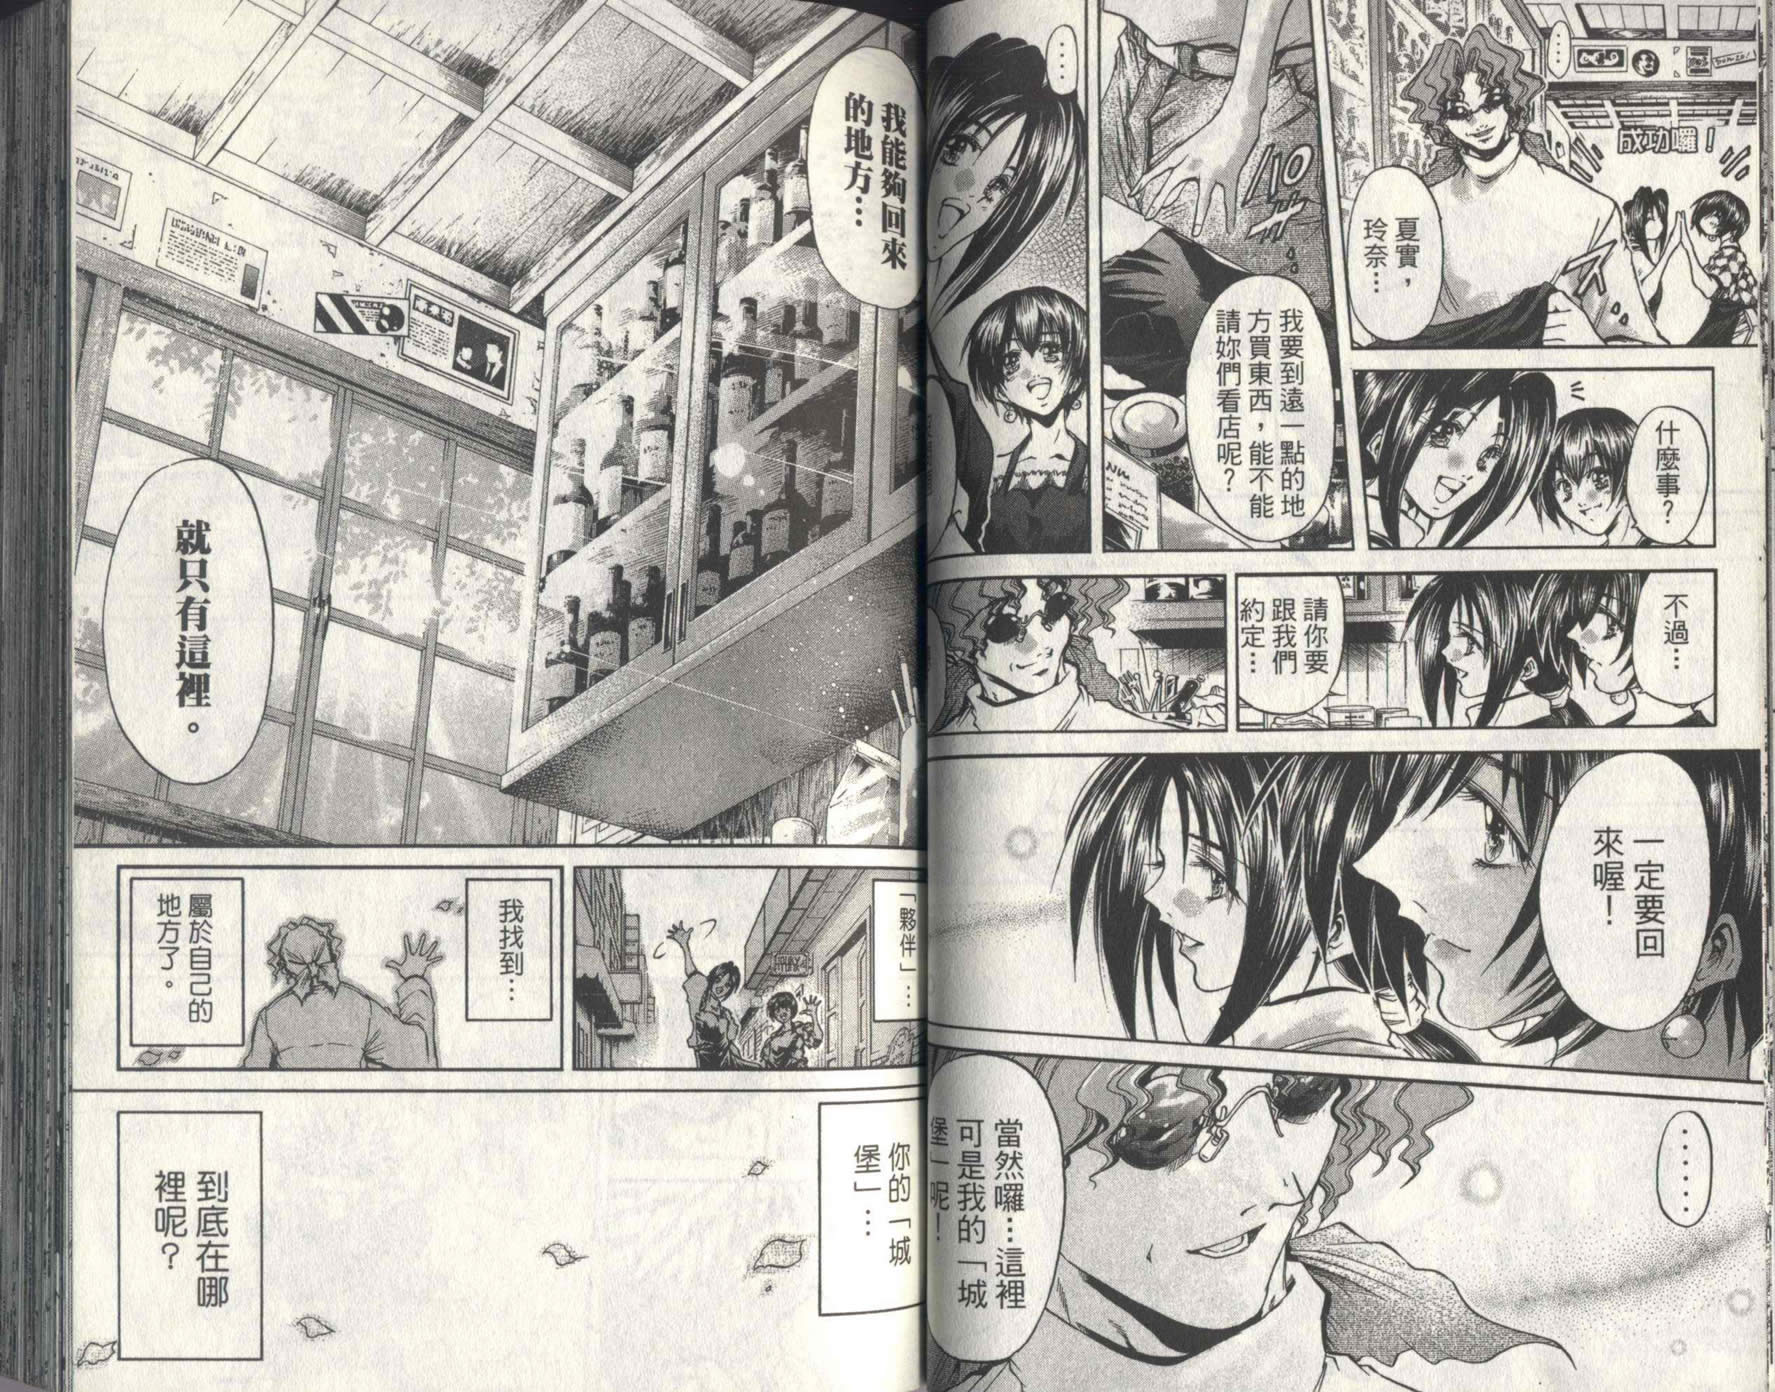 ……
成功囉！
夏實，
玲奈…
什麼事？
我要到遠一點的地
方買東西，能不能
請妳們看店呢？
……
不過…
請你要
跟我們
約定…
一定要回
來喔！
……
當然囉…這裡
可是我的「城
堡」呢！
我能夠回來
的地方…
就只有這裡。
「夥伴」…
我找到…
屬於自己的
地方了。
你的「城
堡」…
到底在哪
裡呢？